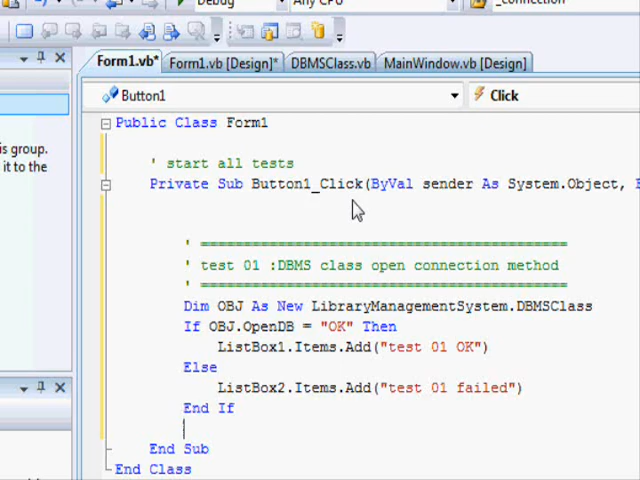 Debug Any CPU _connection
Form1.vb* Form1.vb [Design]* DBMSClass.vb MainWindow.vb [Design]
Button1 Click
is group.
it to the
Public Class Form1
' start all tests
Private Sub Button1_Click(ByVal sender As System.Object,
' ===========================================
' test 01 :DBMS class open connection method
' ===========================================
Dim OBJ As New LibraryManagementSystem.DBMSClass
If OBJ.OpenDB = "OK" Then
ListBox1.Items.Add("test 01 OK")
Else
ListBox2.Items.Add("test 01 failed")
End If
End Sub
End Class